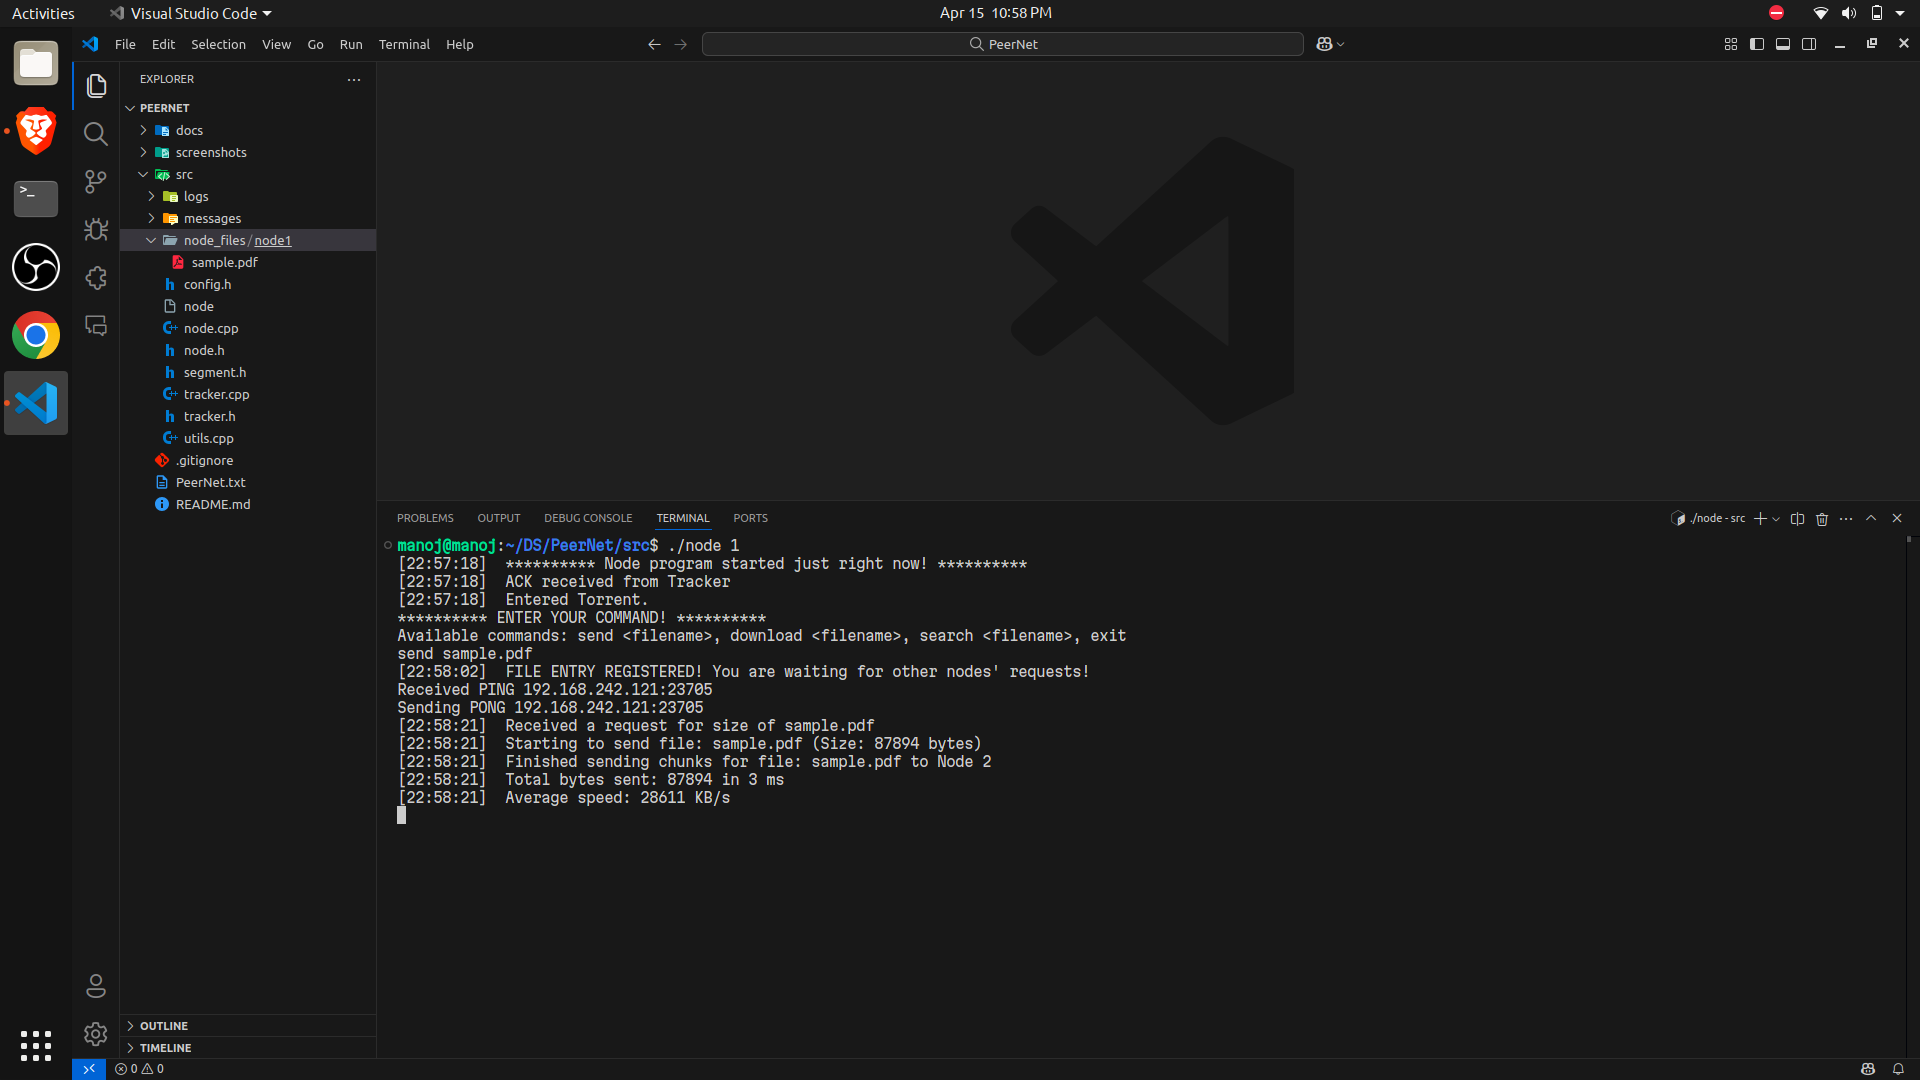 Activities
Visual Studio Code
Apr 15 10:58 PM
File Edit Selection View Go Run Terminal Help
PeerNet
EXPLORER
PEERNET
docs
screenshots
src
logs
messages
node_files/node1
sample.pdf
config.h
node
node.cpp
node.h
segment.h
tracker.cpp
tracker.h
utils.cpp
.gitignore
PeerNet.txt
README.md
OUTLINE
TIMELINE
PROBLEMS OUTPUT DEBUG CONSOLE TERMINAL PORTS
./node - src
manoj@manoj:~/DS/PeerNet/src$ ./node 1
[22:57:18]  ********** Node program started just right now! **********
[22:57:18]  ACK received from Tracker
[22:57:18]  Entered Torrent.
********** ENTER YOUR COMMAND! **********
Available commands: send <filename>, download <filename>, search <filename>, exit
send sample.pdf
[22:58:02]  FILE ENTRY REGISTERED! You are waiting for other nodes' requests!
Received PING 192.168.242.121:23705
Sending PONG 192.168.242.121:23705
[22:58:21]  Received a request for size of sample.pdf
[22:58:21]  Starting to send file: sample.pdf (Size: 87894 bytes)
[22:58:21]  Finished sending chunks for file: sample.pdf to Node 2
[22:58:21]  Total bytes sent: 87894 in 3 ms
[22:58:21]  Average speed: 28611 KB/s
0 0